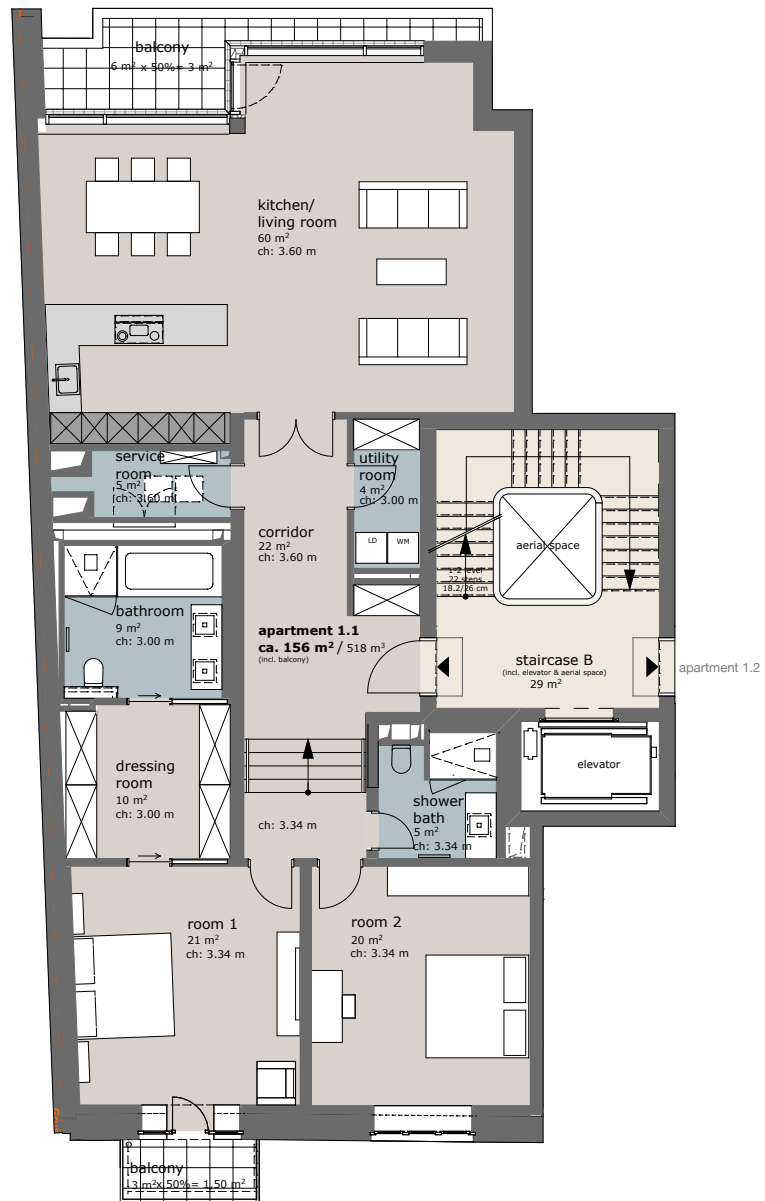 balcony
6 m² x 50%= 3 m²
kitchen/
living room
60 m²
ch: 3.60 m
service
room
5 m²
ch: 3.60 m
utility
room
4 m²
ch: 3.00 m
LD
WM
corridor
22 m²
ch: 3.60 m
aerial space
1-2 level
22 steps
18.2/26 cm
bathroom
9 m²
ch: 3.00 m
apartment 1.1
ca. 156 m² / 518 m³
(incl. balcony)
staircase B
(incl. elevator & aerial space)
29 m²
apartment 1.2
elevator
dressing
room
10 m²
ch: 3.00 m
ch: 3.34 m
shower
bath
5 m²
ch: 3.34 m
room 1
21 m²
ch: 3.34 m
room 2
20 m²
ch: 3.34 m
balcony
3 m²x 50%= 1,50 m²